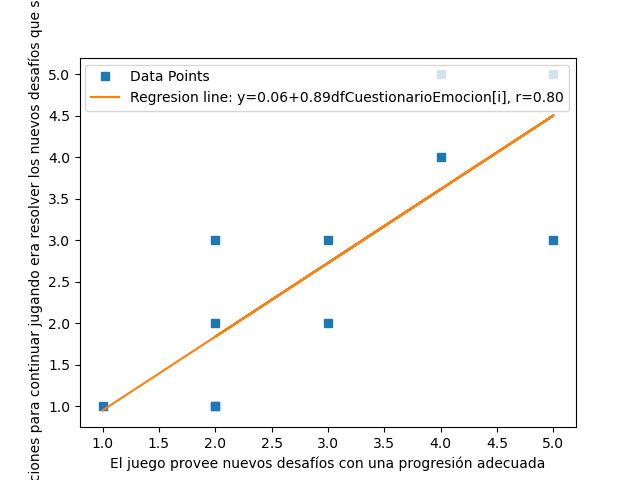 ciones para continuar jugando era resolver los nuevos desafíos que s
5.0
4.5
4.0
3.5
3.0
2.5
2.0
1.5
1.0
Data Points
Regresion line: y=0.06+0.89dfCuestionarioEmocion[i], r=0.80
1.0 1.5 2.0 2.5 3.0 3.5 4.0 4.5 5.0
El juego provee nuevos desafíos con una progresión adecuada